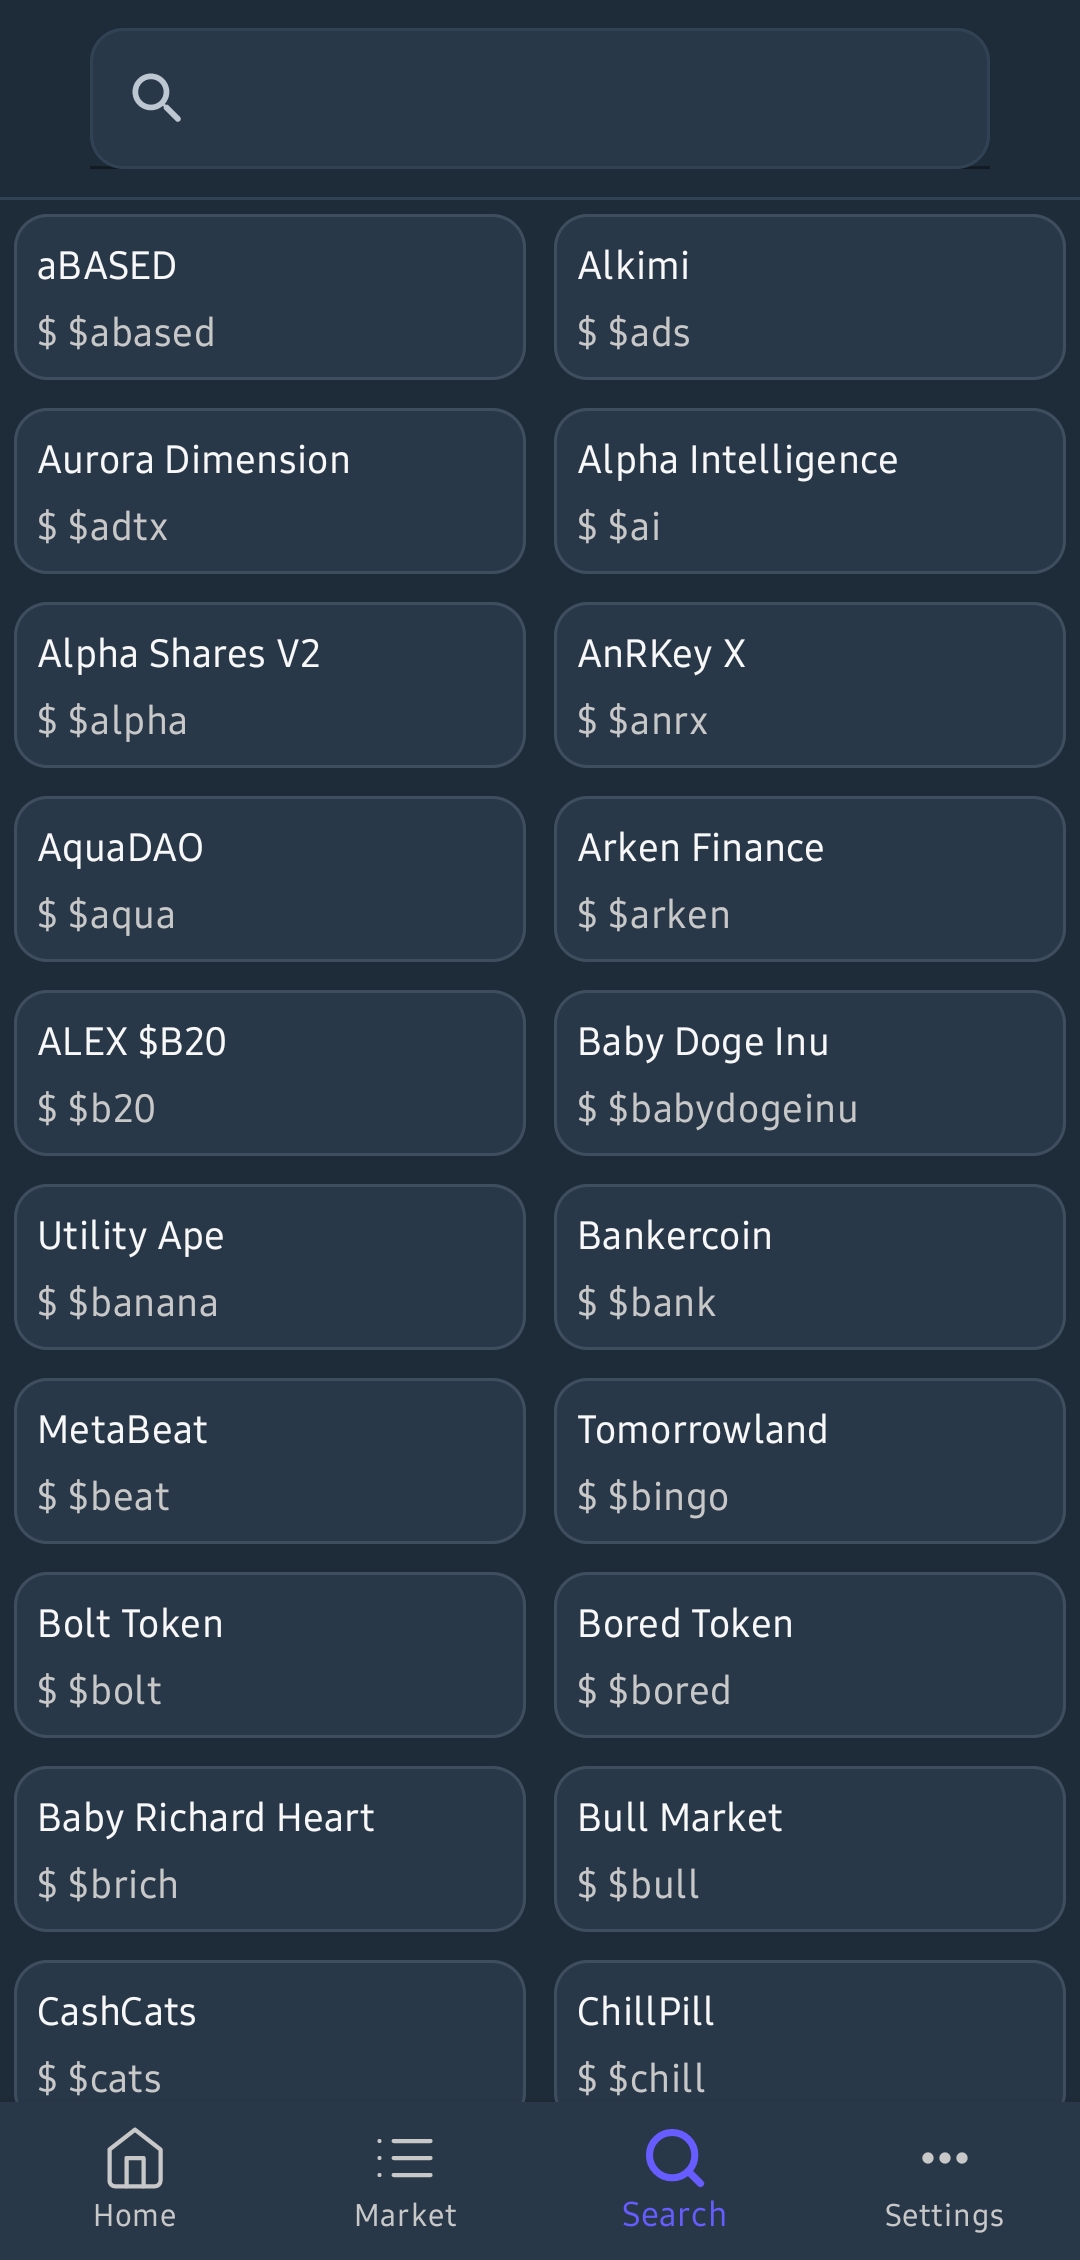 aBASED
$ $abased
Alkimi
$ $ads
Aurora Dimension
$ $adtx
Alpha Intelligence
$ $ai
Alpha Shares V2
$ $alpha
AnRKey X
$ $anrx
AquaDAO
$ $aqua
Arken Finance
$ $arken
ALEX $B20
$ $b20
Baby Doge Inu
$ $babydogeinu
Utility Ape
$ $banana
Bankercoin
$ $bank
MetaBeat
$ $beat
Tomorrowland
$ $bingo
Bolt Token
$ $bolt
Bored Token
$ $bored
Baby Richard Heart
$ $brich
Bull Market
$ $bull
CashCats
$ $cats
ChillPill
$ $chill
Home
Market
Search
Settings